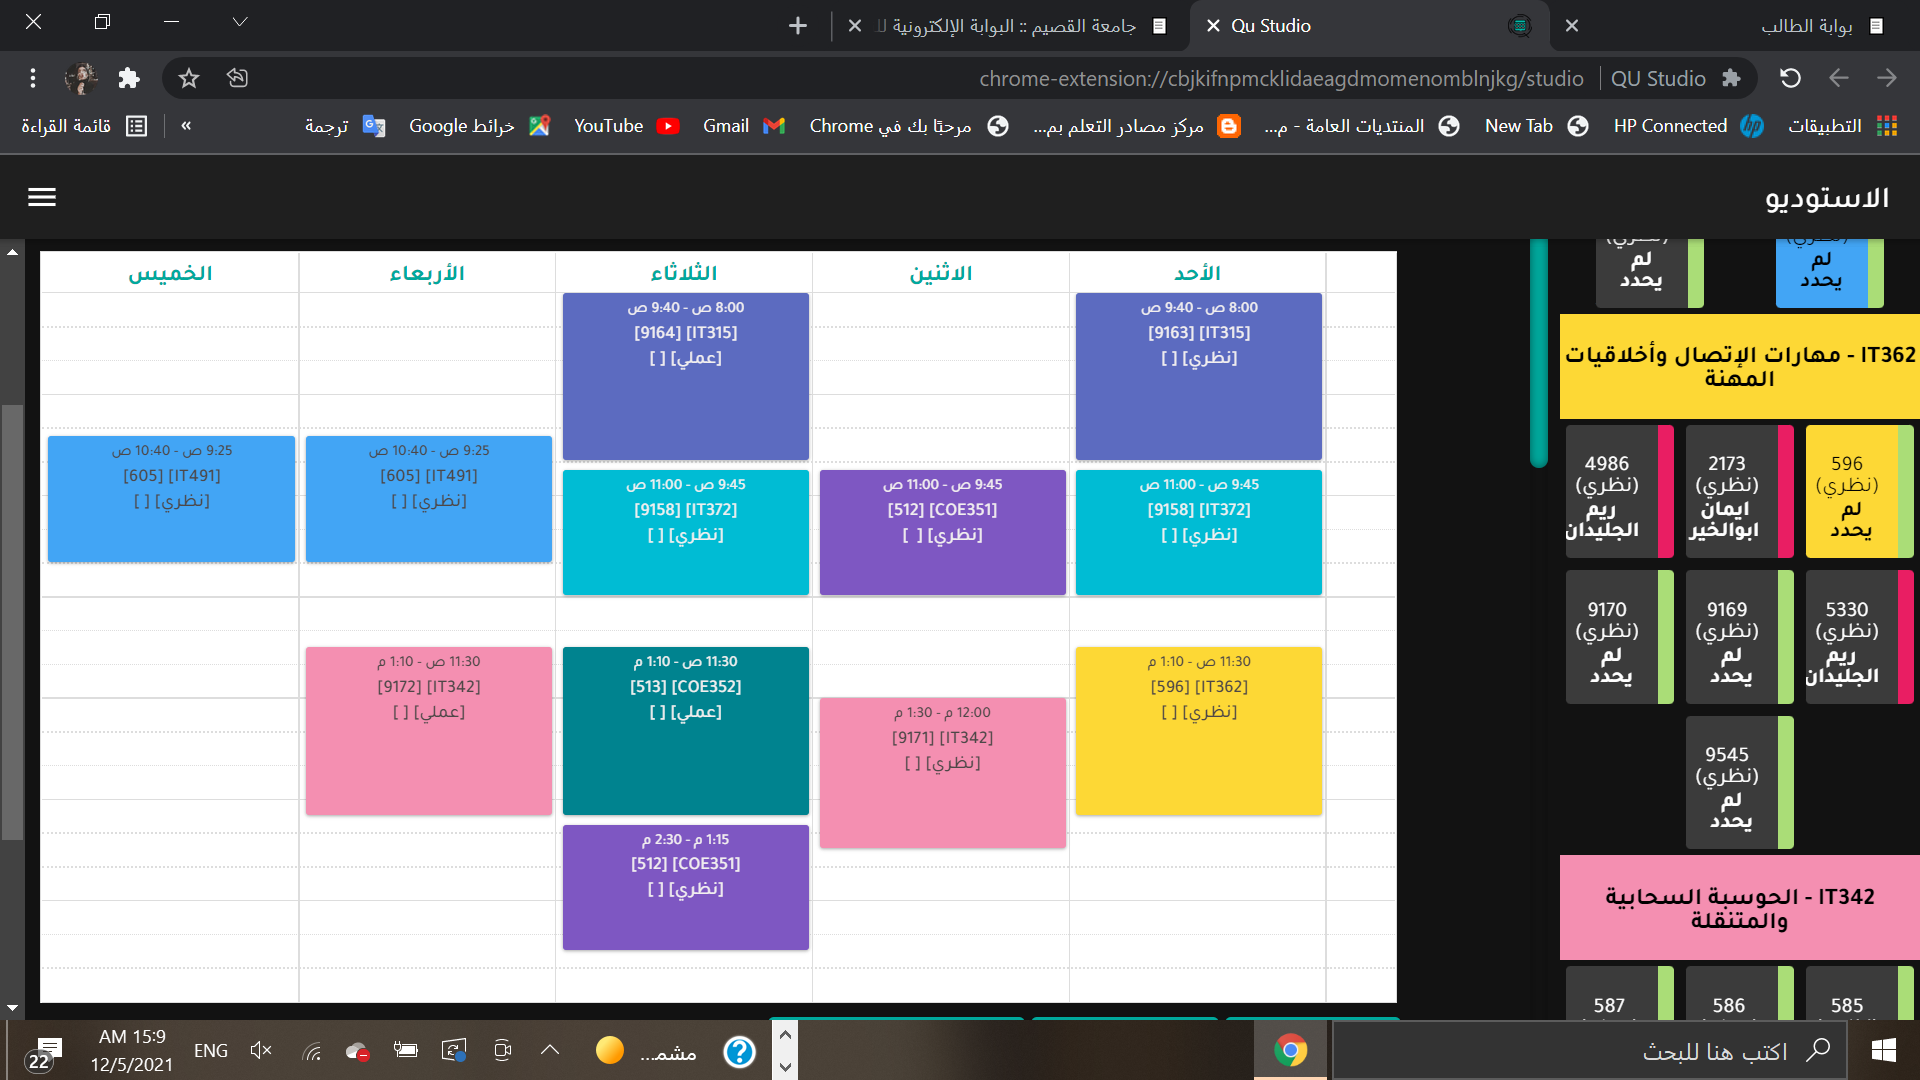 بوابة الطالب
Qu Studio
جامعة القصيم :: البوابة الإلكترونية لل
QU Studio
chrome-extension://cbjkifnpmcklidaeagdmomenomblnjkg/studio
التطبيقات
HP Connected
New Tab
المنتديات العامة - م...
مركز مصادر التعلم بم...
مرحبًا بك في Chrome
Gmail
YouTube
خرائط Google
ترجمة
»
قائمة القراءة
الاستوديو
الأحد
الاثنين
الثلاثاء
الأربعاء
الخميس
8:00 ص - 9:40 ص
[IT315] [9163]
[نظري] [ ]
9:45 ص - 11:00 ص
[IT372] [9158]
[نظري] [ ]
11:30 ص - 1:10 م
[IT362] [596]
[نظري] [ ]
9:45 ص - 11:00 ص
[COE351] [512]
[نظري] [ ]
12:00 م - 1:30 م
[IT342] [9171]
[نظري] [ ]
8:00 ص - 9:40 ص
[IT315] [9164]
[عملي] [ ]
9:45 ص - 11:00 ص
[IT372] [9158]
[نظري] [ ]
11:30 ص - 1:10 م
[COE352] [513]
[عملي] [ ]
1:15 م - 2:30 م
[COE351] [512]
[نظري] [ ]
9:25 ص - 10:40 ص
[IT491] [605]
[نظري] [ ]
11:30 ص - 1:10 م
[IT342] [9172]
[عملي] [ ]
9:25 ص - 10:40 ص
[IT491] [605]
[نظري] [ ]
(نظري)
لم
يحدد
(نظري)
لم
يحدد
IT362 - مهارات الإتصال وأخلاقيات
المهنة
596
(نظري)
لم
يحدد
2173
(نظري)
ايمان
ابوالخير
4986
(نظري)
ريم
الجليدان
5330
(نظري)
ريم
الجليدان
9169
(نظري)
لم
يحدد
9170
(نظري)
لم
يحدد
9545
(نظري)
لم
يحدد
IT342 - الحوسبة السحابية
والمتنقلة
585
586
587
اكتب هنا للبحث
مشم...
ENG
AM 15:9
12/5/2021
22